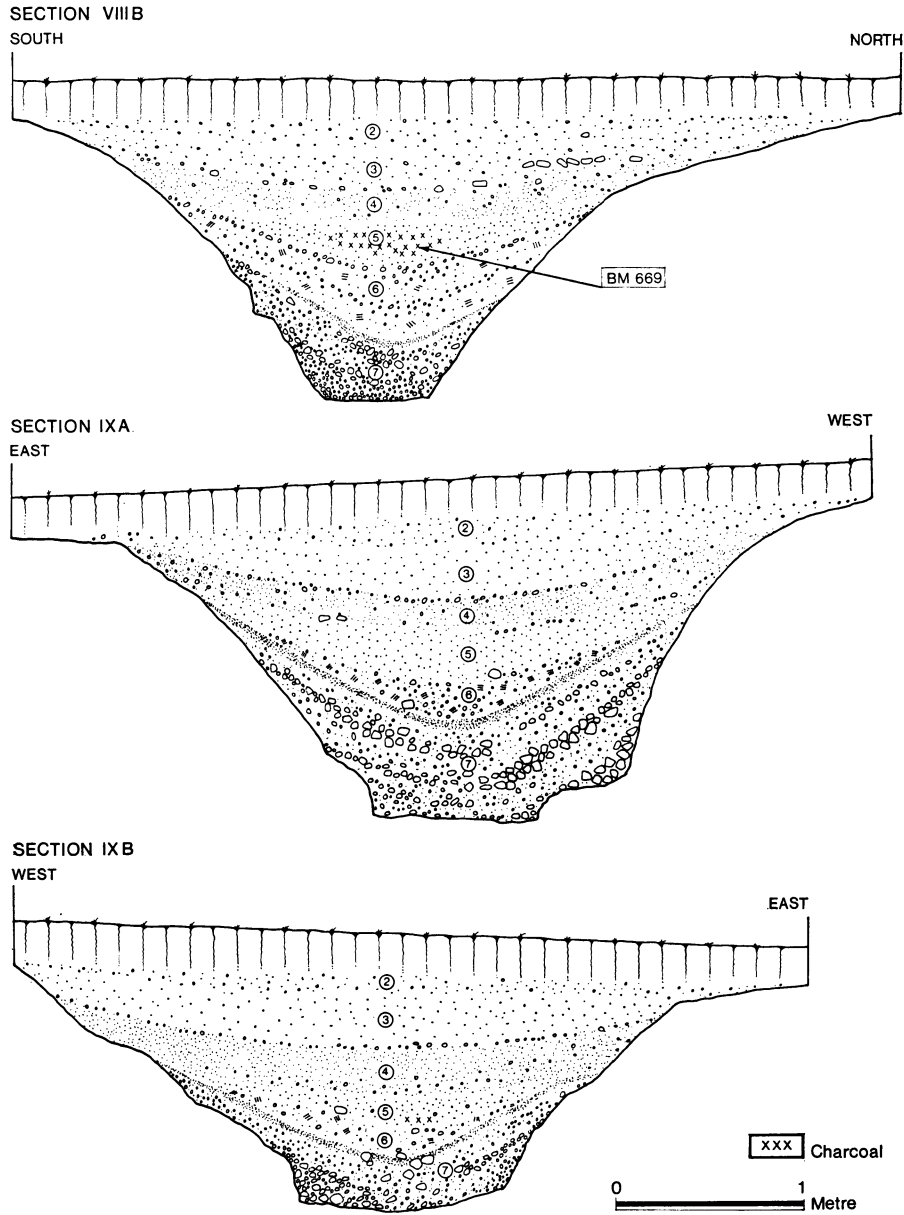 SECTION VIIIB
SOUTH
NORTH
2
3
4
5
6
BM 669
7
SECTION IXA
EAST
WEST
2
3
4
5
6
7
SECTION IXB
WEST
EAST
2
3
4
5
6
7
xxx Charcoal
0 1
Metre